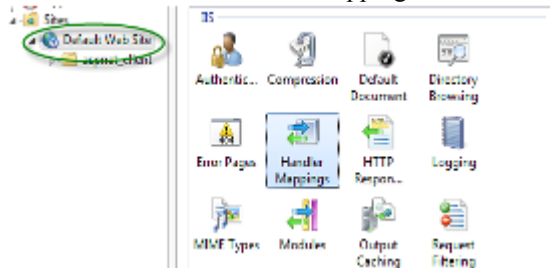 Sites
Default Web Site
aspnet_client
IIS
Authentic... Compression Default Document Directory Browsing
Error Pages Handler Mappings HTTP Respon... Logging
MIME Types Modules Output Caching Request Filtering